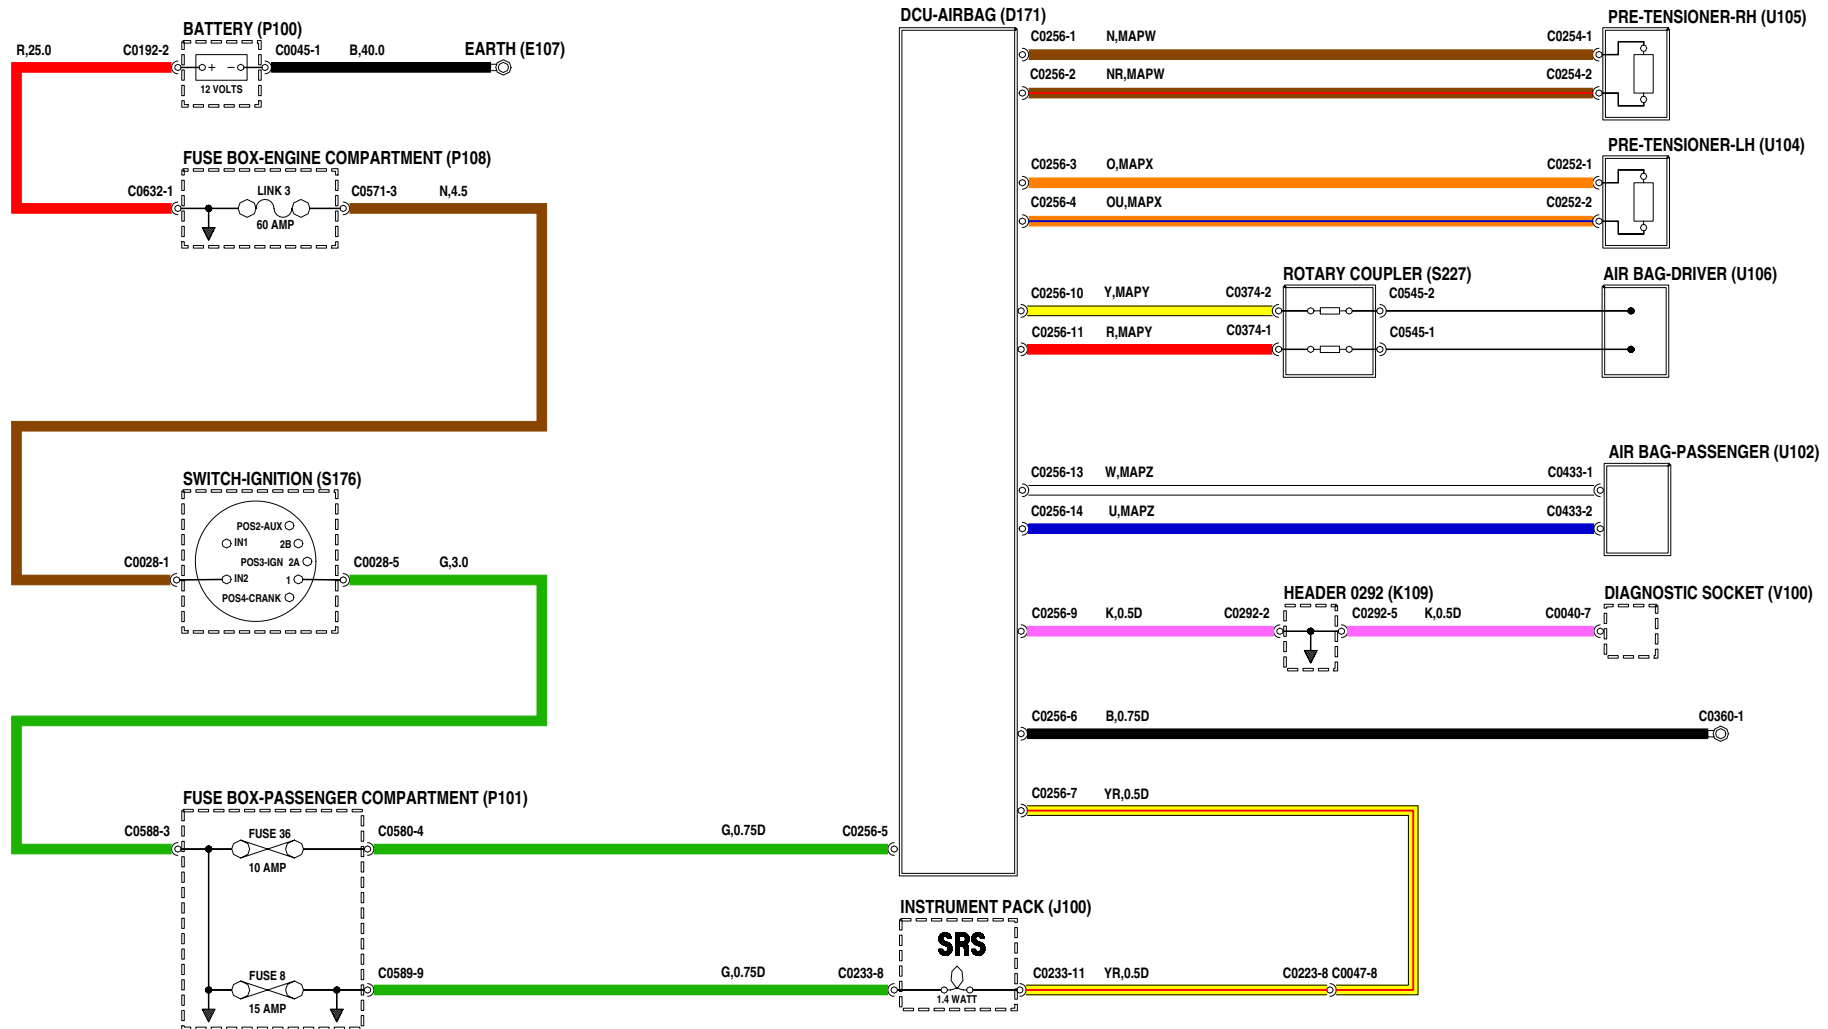 BATTERY (P100)
R,25.0
C0192-2
C0045-1
B,40.0
EARTH (E107)
+ −
12 VOLTS
FUSE BOX-ENGINE COMPARTMENT (P108)
C0632-1
LINK 3
60 AMP
C0571-3
N,4.5
SWITCH-IGNITION (S176)
POS2-AUX
IN1
2B
POS3-IGN 2A
IN2
1
POS4-CRANK
C0028-1
C0028-5
G,3.0
FUSE BOX-PASSENGER COMPARTMENT (P101)
C0588-3
FUSE 36
10 AMP
C0580-4
G,0.75D
C0256-5
FUSE 8
15 AMP
C0589-9
G,0.75D
C0233-8
DCU-AIRBAG (D171)
C0256-1
N,MAPW
C0254-1
PRE-TENSIONER-RH (U105)
C0256-2
NR,MAPW
C0254-2
PRE-TENSIONER-LH (U104)
C0256-3
O,MAPX
C0252-1
C0256-4
OU,MAPX
C0252-2
ROTARY COUPLER (S227)
AIR BAG-DRIVER (U106)
C0256-10
Y,MAPY
C0374-2
C0545-2
C0256-11
R,MAPY
C0374-1
C0545-1
AIR BAG-PASSENGER (U102)
C0256-13
W,MAPZ
C0433-1
C0256-14
U,MAPZ
C0433-2
HEADER 0292 (K109)
DIAGNOSTIC SOCKET (V100)
C0256-9
K,0.5D
C0292-2
C0292-5
K,0.5D
C0040-7
C0256-6
B,0.75D
C0360-1
C0256-7
YR,0.5D
INSTRUMENT PACK (J100)
SRS
1.4 WATT
C0233-11
YR,0.5D
C0223-8 C0047-8